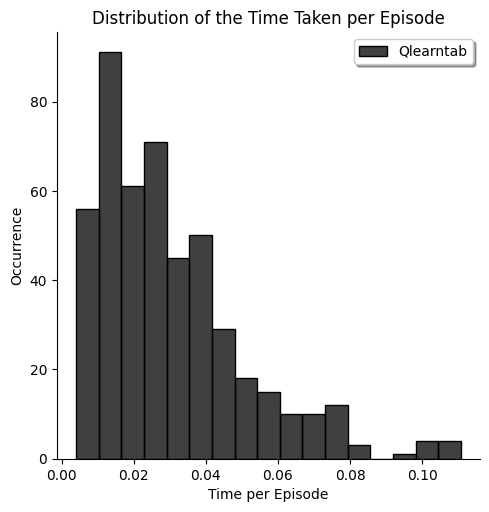 Distribution of the Time Taken per Episode
Qlearntab
Occurrence
80
60
40
20
0
0.00 0.02 0.04 0.06 0.08 0.10
Time per Episode